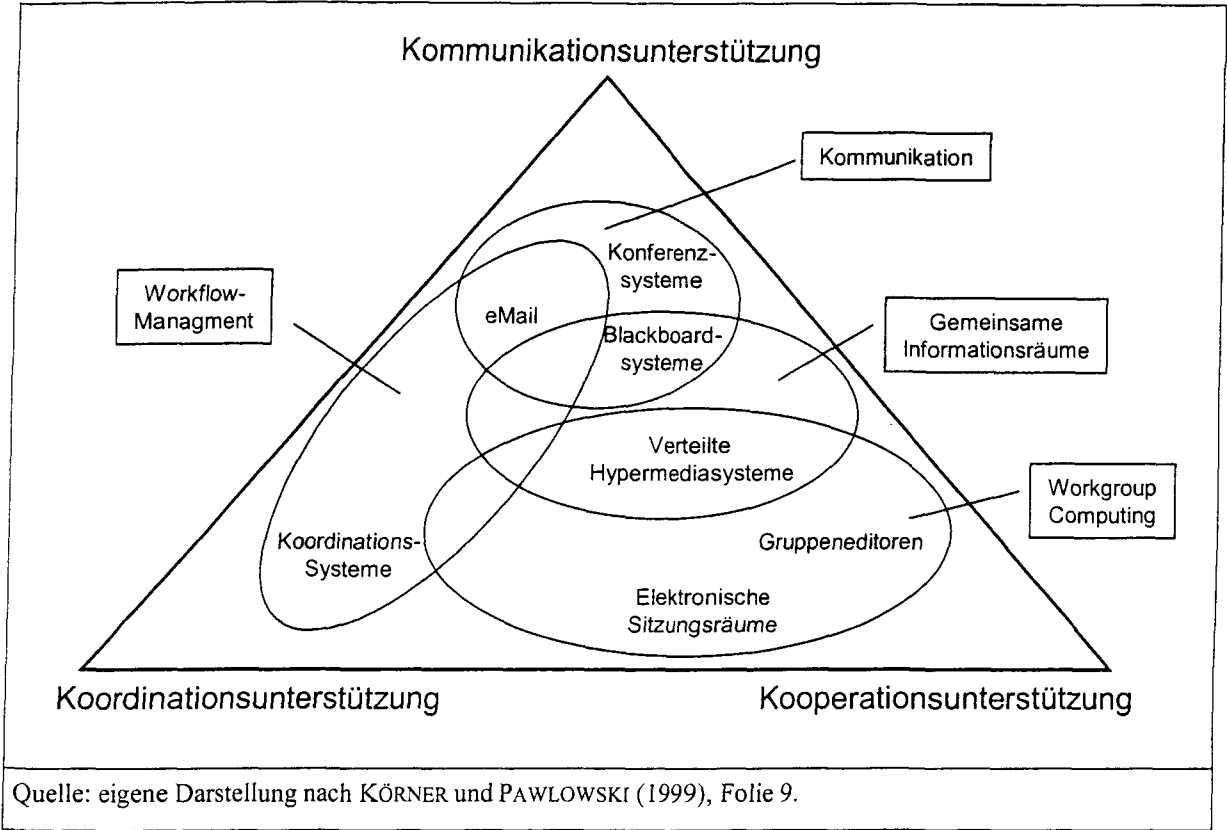 Kommunikationsunterstützung
Kommunikation
Konferenz-
systeme
Workflow-
Managment
eMail
Gemeinsame
Informationsräume
Blackboard-
systeme
Verteilte
Hypermediasysteme
Workgroup
Computing
Koordinations-
Systeme
Gruppeneditoren
Elektronische
Sitzungsräume
Koordinationsunterstützung
Kooperationsunterstützung
Quelle: eigene Darstellung nach KÖRNER und PAWLOWSKI (1999), Folie 9.